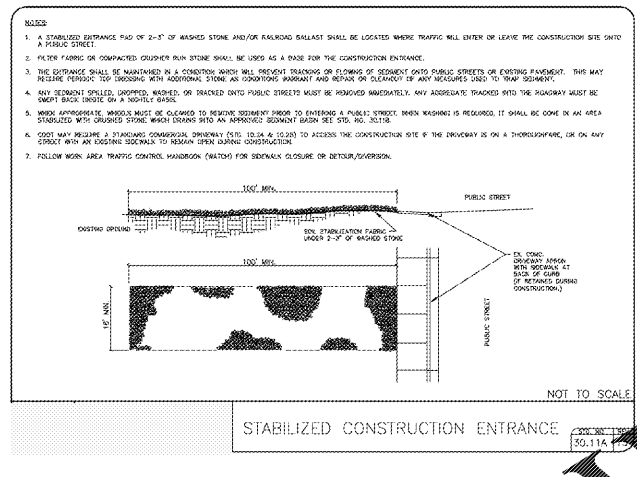 NOTES:
1. A STABILIZED ENTRANCE PAD OF 2-3" OF WASHED STONE AND/OR RAILROAD BALLAST SHALL BE LOCATED WHERE TRAFFIC WILL ENTER OR LEAVE THE CONSTRUCTION SITE ONTO
A PUBLIC STREET.
2. FILTER FABRIC OR COMPACTED CRUSHER RUN STONE SHALL BE USED AS A BASE FOR THE CONSTRUCTION ENTRANCE.
3. THE ENTRANCE SHALL BE MAINTAINED IN A CONDITION WHICH WILL PREVENT TRACKING OR FLOWING OF SEDIMENT ONTO PUBLIC STREETS OR EXISTING PAVEMENT. THIS MAY
REQUIRE PERIODIC TOP DRESSING WITH ADDITIONAL STONE AS CONDITIONS WARRANT AND REPAIR OR CLEANOUT OF ANY MEASURES USED TO TRAP SEDIMENT.
4. ANY SEDIMENT SPILLED, DROPPED, WASHED, OR TRACKED ONTO PUBLIC STREETS MUST BE REMOVED IMMEDIATELY. ANY AGGREGATE TRACKED INTO THE ROADWAY MUST BE
SWEPT BACK ONSITE ON A NIGHTLY BASIS.
5. WHEN APPROPRIATE, WHEELS MUST BE CLEANED TO REMOVE SEDIMENT PRIOR TO ENTERING A PUBLIC STREET. WHEN WASHING IS REQUIRED, IT SHALL BE DONE IN AN AREA
STABILIZED WITH CRUSHED STONE WHICH DRAINS INTO AN APPROVED SEDIMENT BASIN SEE STD. NO. 30.11B.
6. CDOT MAY REQUIRE A STANDARD COMMERCIAL DRIVEWAY (STD. 10.24 & 10.25) TO ACCESS THE CONSTRUCTION SITE IF THE DRIVEWAY IS ON A THOROUGHFARE, OR ON ANY
STREET WITH AN EXISTING SIDEWALK TO REMAIN OPEN DURING CONSTRUCTION.
7. FOLLOW WORK AREA TRAFFIC CONTROL HANDBOOK (WATCH) FOR SIDEWALK CLOSURE OR DETOUR/DIVERSION.
100' MIN.
PUBLIC STREET
EXISTING GROUND
SOIL STABILIZATION FABRIC
UNDER 2-3" OF WASHED STONE
100' MIN.
EX. CONC.
DRIVEWAY APRON
WITH SIDEWALK AT
BACK OF CURB
(IF RETAINED DURING
CONSTRUCTION.)
15' MIN.
PUBLIC STREET
NOT TO SCALE
STABILIZED CONSTRUCTION ENTRANCE
STD. NO.
30.11A